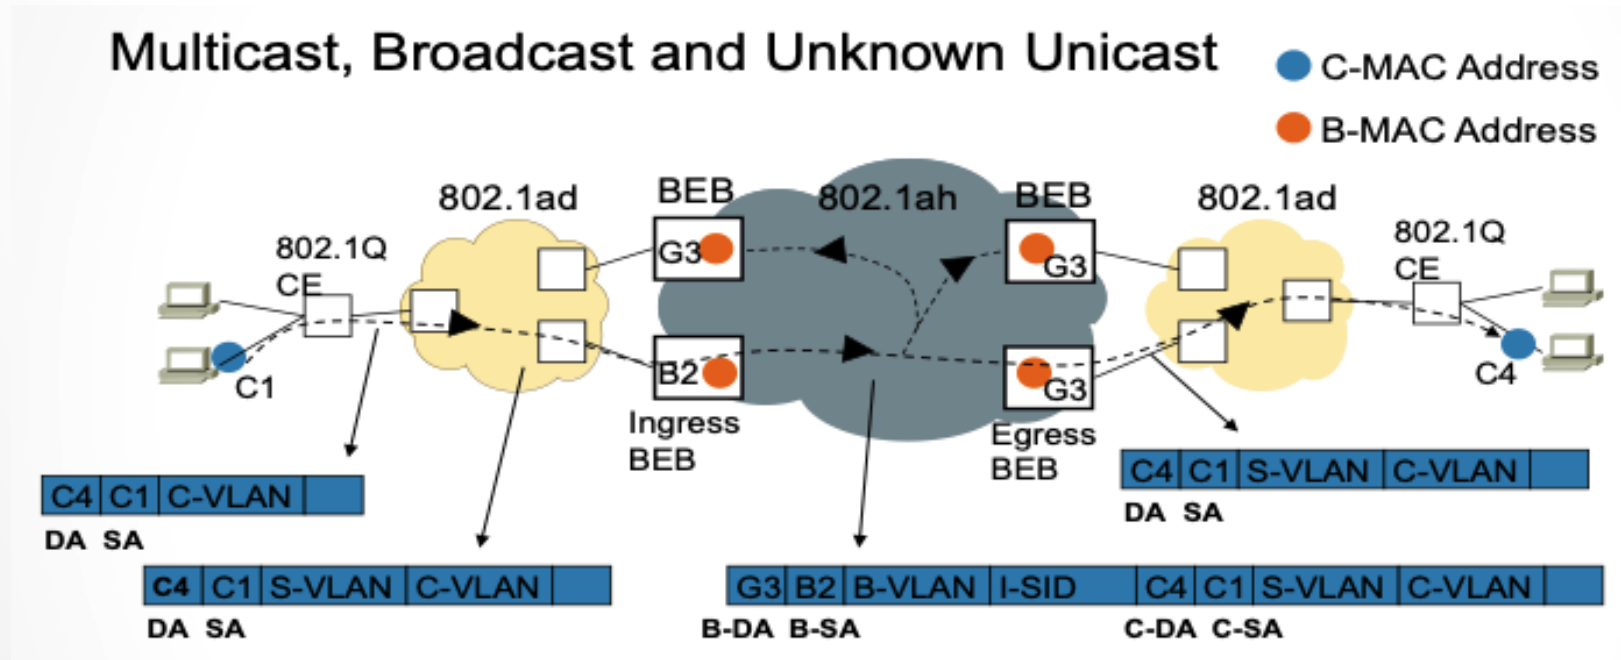 Multicast, Broadcast and Unknown Unicast
C-MAC Address
B-MAC Address
802.1ad
BEB
802.1ah
BEB
802.1ad
802.1Q
CE
G3
G3
802.1Q
CE
C1
B2
G3
C4
Ingress
BEB
Egress
BEB
C4 C1 C-VLAN
DA SA
C4 C1 S-VLAN C-VLAN
DA SA
C4 C1 S-VLAN C-VLAN
DA SA
G3 B2 B-VLAN I-SID C4 C1 S-VLAN C-VLAN
B-DA B-SA C-DA C-SA